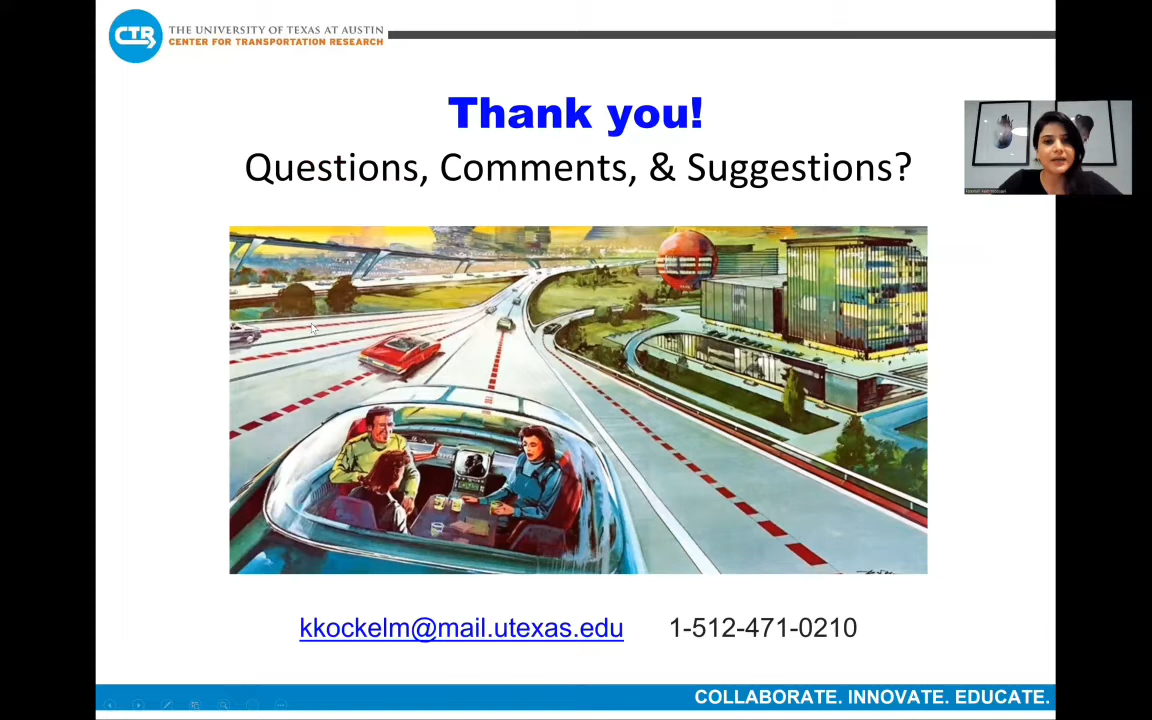 CTR
THE UNIVERSITY OF TEXAS AT AUSTIN
CENTER FOR TRANSPORTATION RESEARCH
Thank you!
Questions, Comments, & Suggestions?
kkockelm@mail.utexas.edu 1-512-471-0210
COLLABORATE. INNOVATE. EDUCATE.